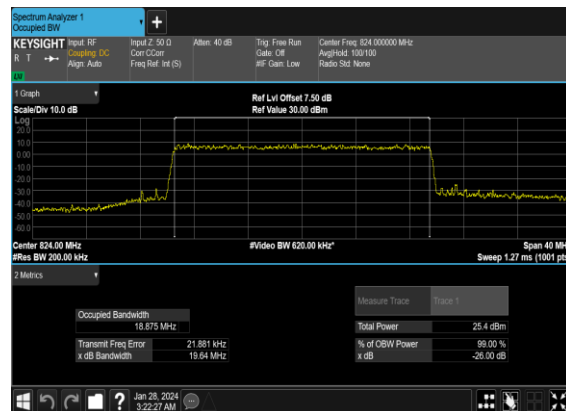 Spectrum Analyzer 1
Occupied BW
KEYSIGHT
R T
LU
Input: RF
Coupling: DC
Align: Auto
Input Z: 50 Ω
Corr CCorr
Freq Ref: Int (S)
Atten: 40 dB
Trig: Free Run
Gate: Off
#IF Gain: Low
Center Freq: 824.000000 MHz
Avg|Hold: 100/100
Radio Std: None
1 Graph
Scale/Div 10.0 dB
Ref Lvl Offset 7.50 dB
Ref Value 30.00 dBm
Log
20.0
10.0
0.00
-10.0
-20.0
-30.0
-40.0
-50.0
-60.0
Center 824.00 MHz
#Res BW 200.00 kHz
#Video BW 620.00 kHz*
Span 40 MH
Sweep 1.27 ms (1001 pts
2 Metrics
Measure Trace Trace 1
Occupied Bandwidth
18.875 MHz
Total Power 25.4 dBm
Transmit Freq Error 21.881 kHz
% of OBW Power 99.00 %
x dB Bandwidth 19.64 MHz
x dB -26.00 dB
?
Jan 28, 2024
3:22:27 AM